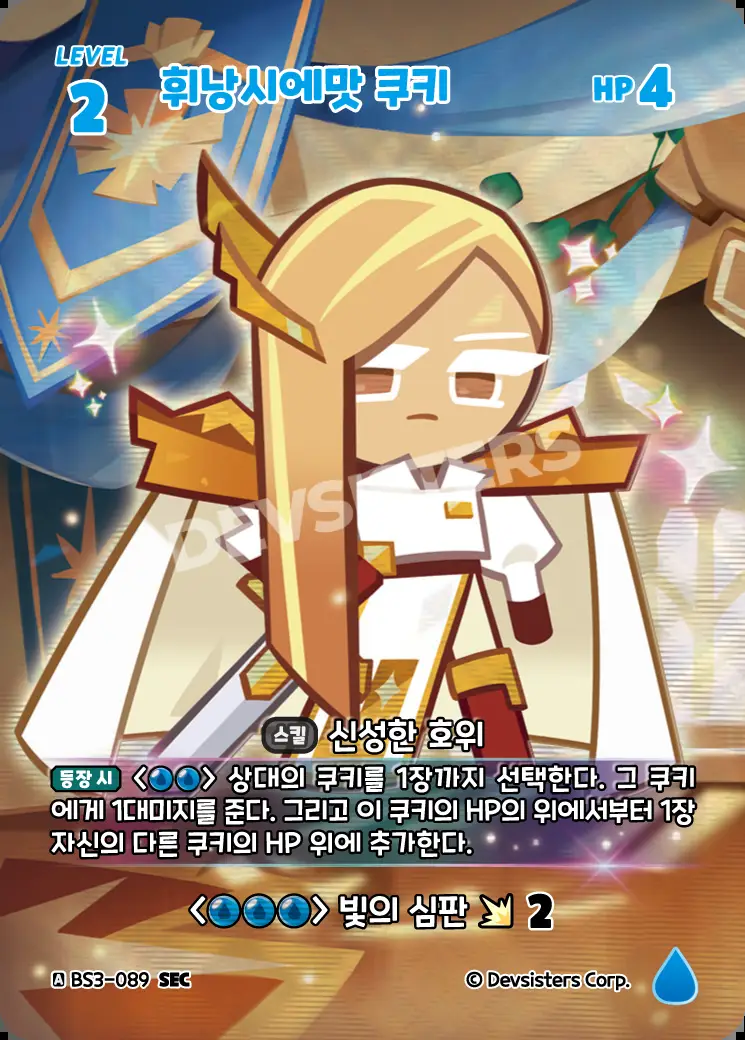 LEVEL 2
휘낭시에맛 쿠키
HP 4
DEVSISTERS
스킬 신성한 호위
등장 시 < > 상대의 쿠키를 1장까지 선택한다. 그 쿠키
에게 1대미지를 준다. 그리고 이 쿠키의 HP의 위에서부터 1장
자신의 다른 쿠키의 HP 위에 추가한다.
< > 빛의 심판 2
A BS3-089 SEC
© Devsisters Corp.